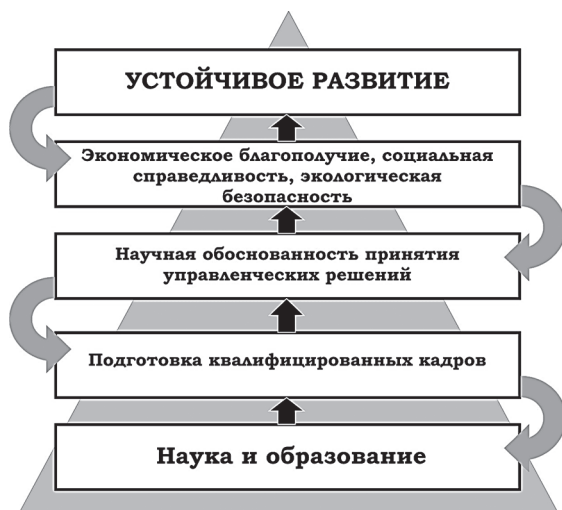 УСТОЙЧИВОЕ РАЗВИТИЕ
Экономическое благополучие, социальная
справедливость, экологическая
безопасность
Научная обоснованность принятия
управленческих решений
Подготовка квалифицированных кадров
Наука и образование